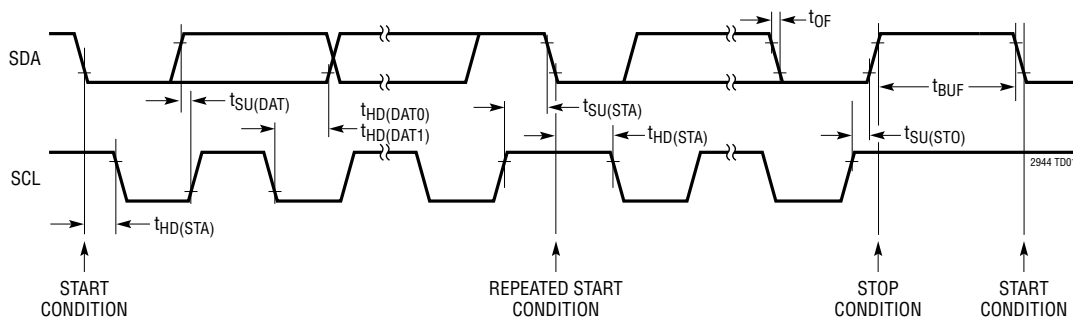 SDA
tOF
tSU(DAT)
tHD(DAT0)
tHD(DAT1)
tSU(STA)
tHD(STA)
tBUF
tSU(STO)
SCL
2944 TD01
tHD(STA)
START
CONDITION
REPEATED START
CONDITION
STOP
CONDITION
START
CONDITION